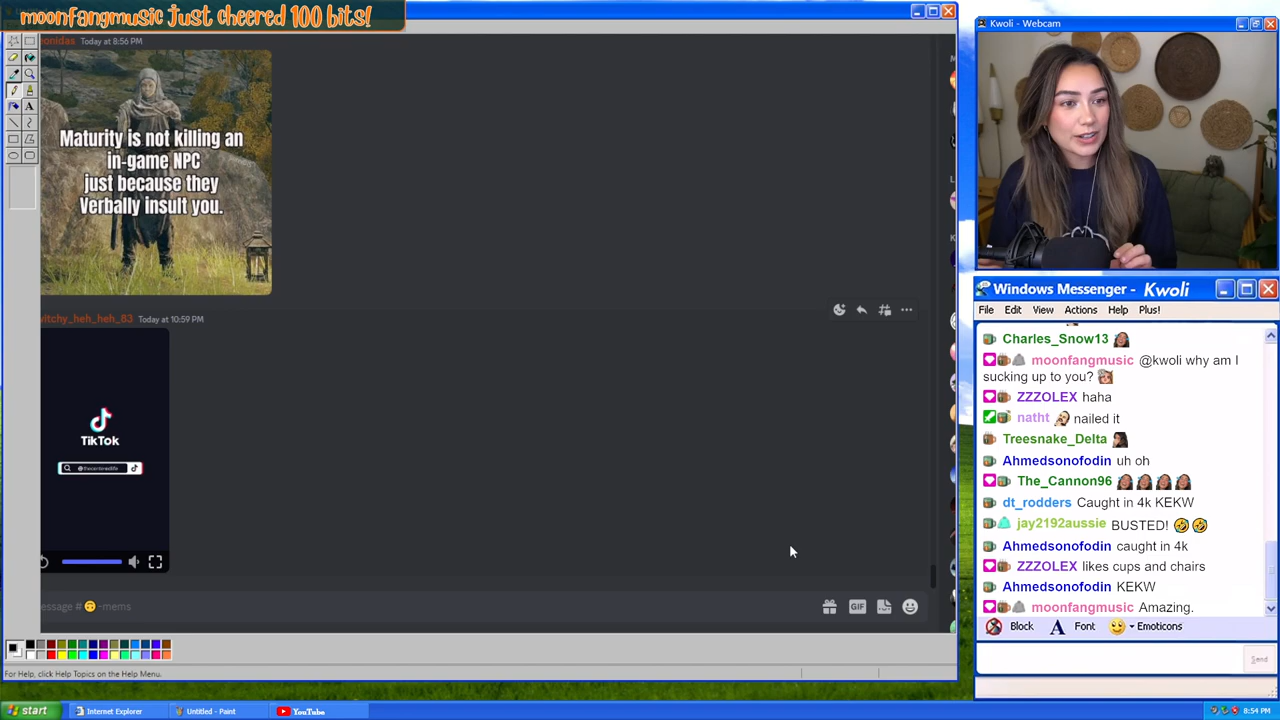 moonfangmusic just cheered 100 bits!
onidas Today at 8:56 PM
Maturity is not killing an
in-game NPC
just because they
Verbally insult you.
witchy_heh_heh_83 Today at 10:59 PM
TikTok
essage # -mems
GIF
For Help, click Help Topics on the Help Menu.
start
Internet Explorer
Untitled - Paint
YouTube
8:54 PM
Kwoli - Webcam
Windows Messenger - Kwoli
File Edit View Actions Help Plus!
Charles_Snow13
moonfangmusic @kwoli why am I
sucking up to you?
ZZZOLEX haha
natht nailed it
Treesnake_Delta
Ahmedsonofodin uh oh
The_Cannon96
dt_rodders Caught in 4k KEKW
jay2192aussie BUSTED!
Ahmedsonofodin caught in 4k
ZZZOLEX likes cups and chairs
Ahmedsonofodin KEKW
moonfangmusic Amazing.
Block A Font Emoticons
Send